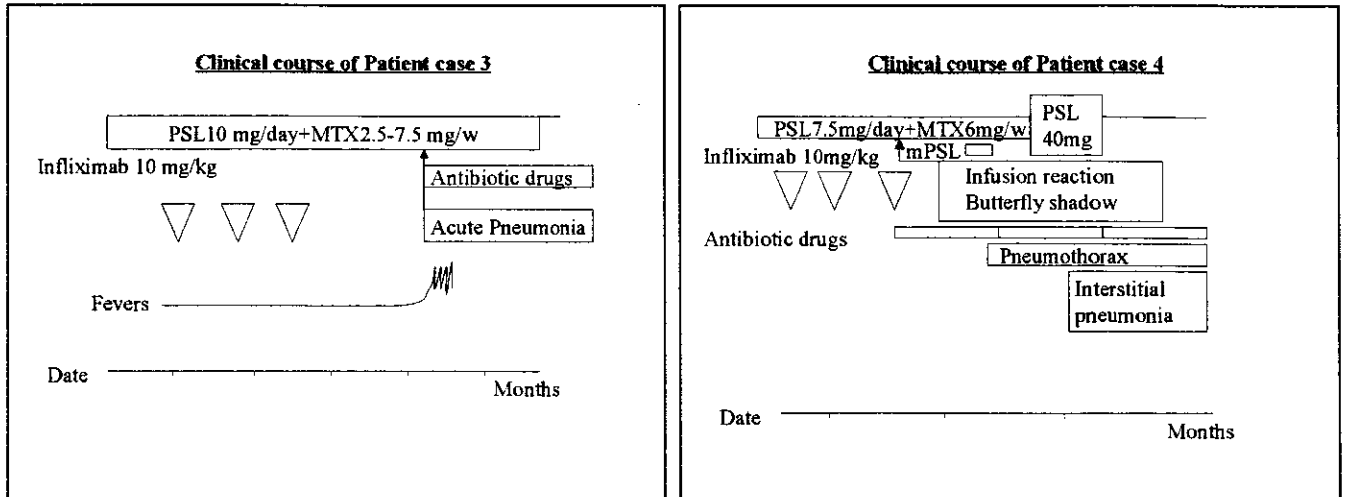 Clinical course of Patient case 3
PSL10 mg/day+MTX2.5-7.5 mg/w
Infliximab 10 mg/kg
Antibiotic drugs
Acute Pneumonia
Fevers
Date
Months
Clinical course of Patient case 4
PSL7.5mg/day+MTX6mg/w
PSL
40mg
Infliximab 10mg/kg
mPSL
Infusion reaction
Butterfly shadow
Antibiotic drugs
Pneumothorax
Interstitial
pneumonia
Date
Months